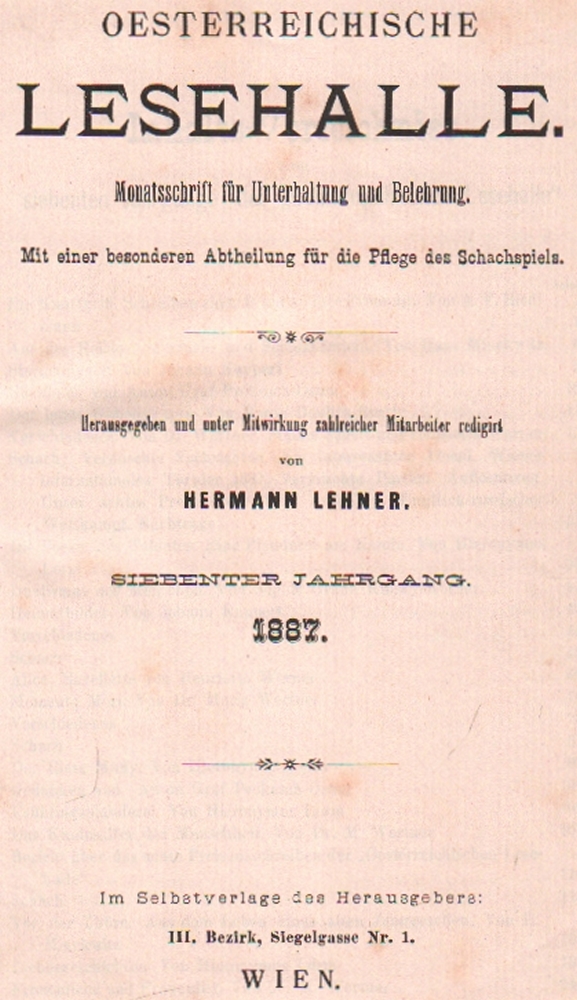 OESTERREICHISCHE
LESEHALLE.
Monatsschrift für Unterhaltung und Belehrung.
Mit einer besonderen Abtheilung für die Pflege des Schachspiels.
Herausgegeben und unter Mitwirkung zahlreicher Mitarbeiter redigirt
von
HERMANN LEHNER.
SIEBENTER JAHRGANG.
1887.
Im Selbstverlage des Herausgebers:
III. Bezirk, Siegelgasse Nr. 1.
WIEN.